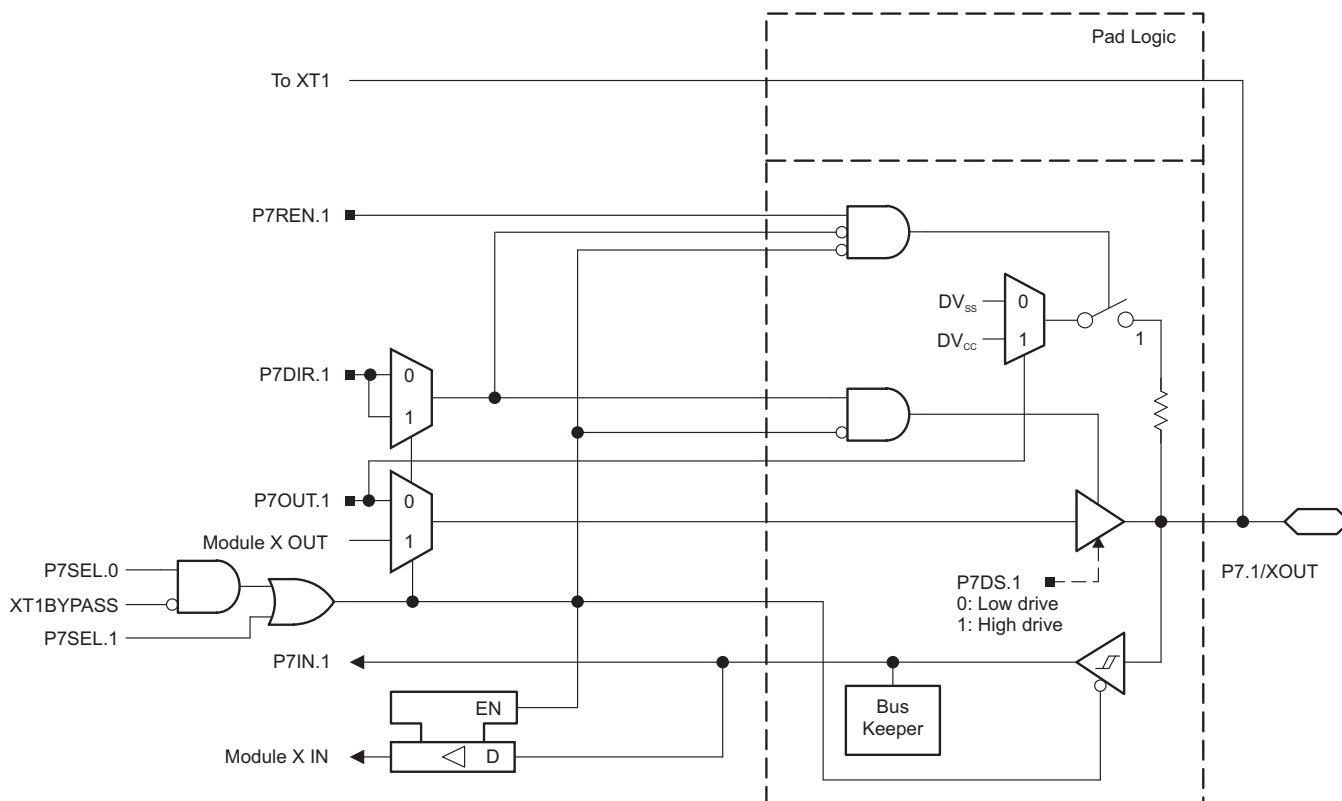 Pad Logic
To XT1
P7REN.1
DVSS
0
DVCC
1
1
P7DIR.1
0
1
P7OUT.1
0
Module X OUT
1
P7SEL.0
XT1BYPASS
P7SEL.1
P7DS.1
0: Low drive
1: High drive
P7.1/XOUT
P7IN.1
EN
Bus
Keeper
Module X IN
D